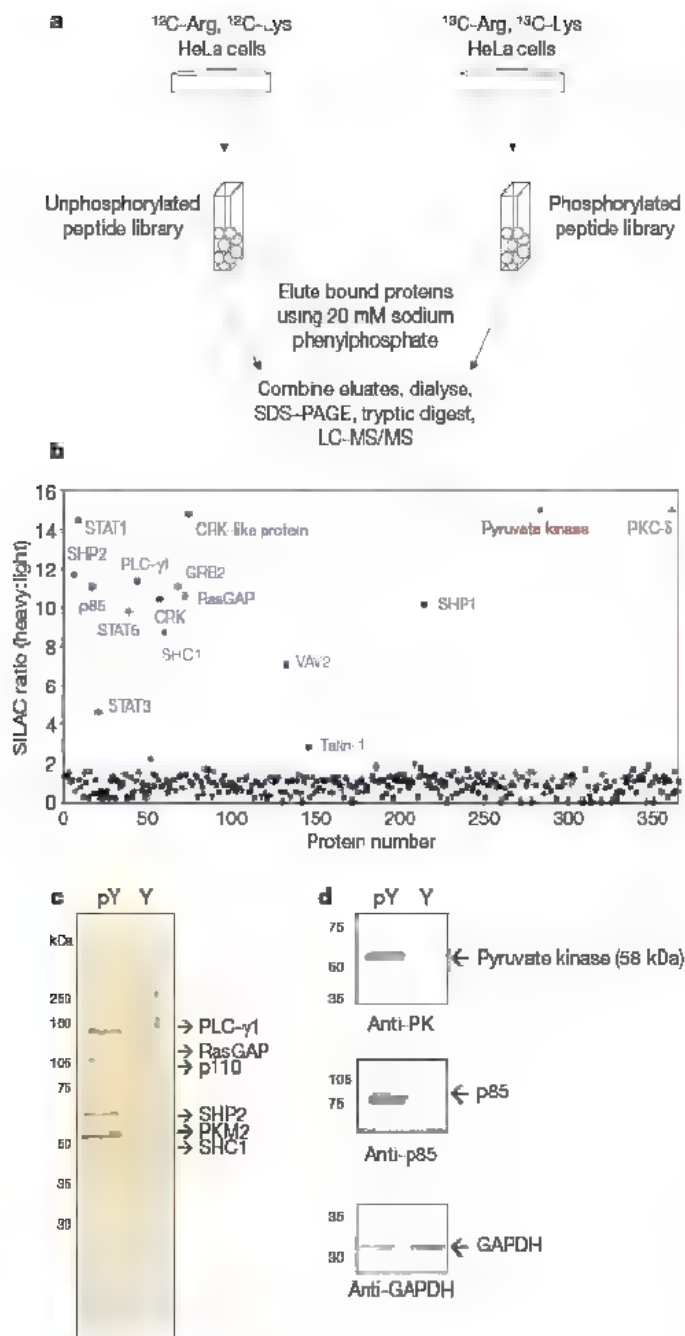 a
¹²C-Arg, ¹²C-Lys
HeLa cells
¹³C-Arg, ¹³C-Lys
HeLa cells
Unphosphorylated
peptide library
Phosphorylated
peptide library
Elute bound proteins
using 20 mM sodium
phenylphosphate
Combine eluates, dialyse,
SDS–PAGE, tryptic digest,
LC-MS/MS
b
SILAC ratio (heavy:light)
16
14
12
10
8
6
4
2
0
STAT1
CRK-like protein
Pyruvate kinase
PKC-δ
SHP2
PLC-γ1
GRB2
p85
RasGAP
STAT5
CRK
SHP1
SHC1
VAV2
STAT3
Talin-1
0 50 100 150 200 250 300 350
Protein number
c
pY Y
kDa
250
160
105
75
50
35
30
PLC-γ1
RasGAP
p110
SHP2
PKM2
SHC1
d
pY Y
75
50
35
Pyruvate kinase (58 kDa)
Anti-PK
105
75
p85
Anti-p85
35
30
GAPDH
Anti-GAPDH